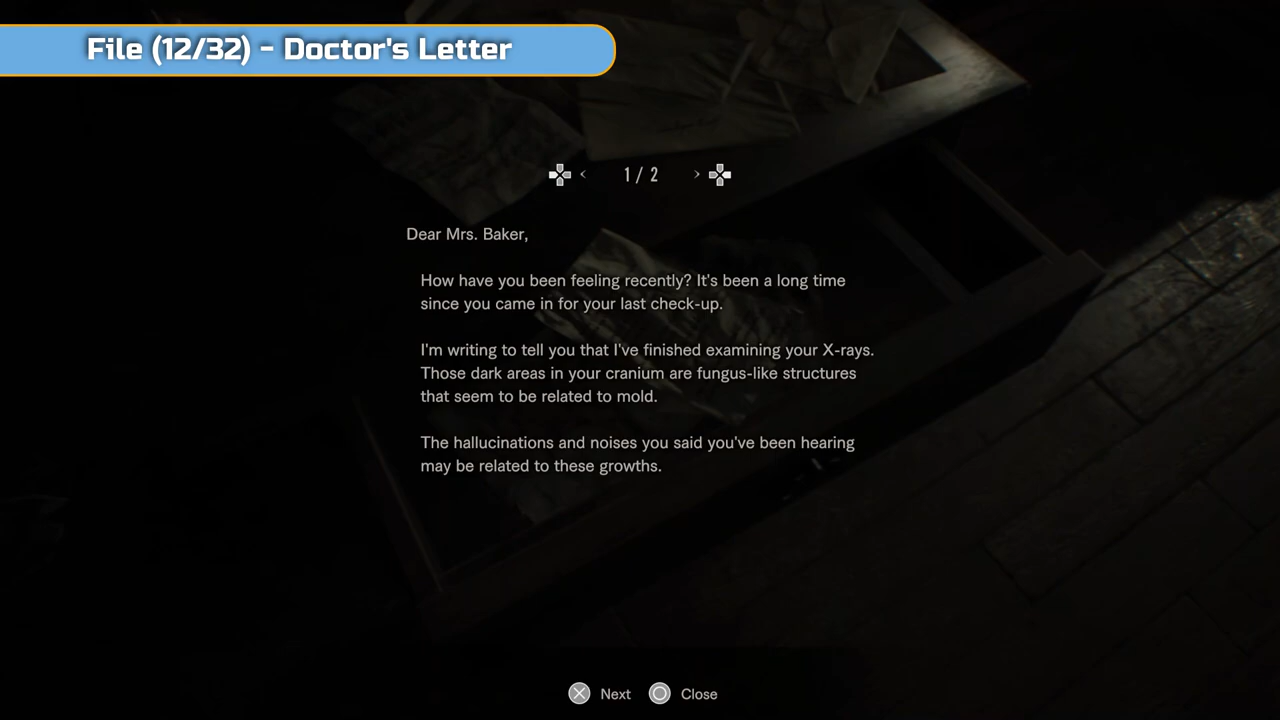 File (12/32) - Doctor's Letter
< 1 / 2 >
Dear Mrs. Baker,
How have you been feeling recently? It's been a long time
since you came in for your last check-up.
I'm writing to tell you that I've finished examining your X-rays.
Those dark areas in your cranium are fungus-like structures
that seem to be related to mold.
The hallucinations and noises you said you've been hearing
may be related to these growths.
Next Close